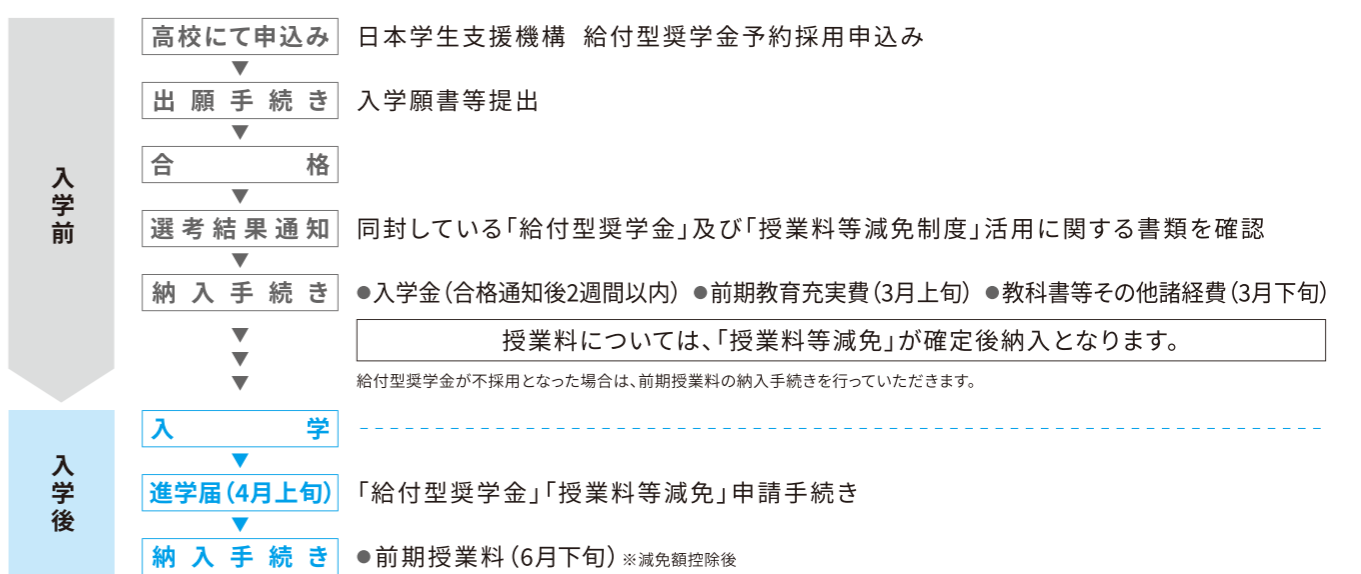 入学前
高校にて申込み 日本学生支援機構 給付型奨学金予約採用申込み
▼
出願手続き 入学願書等提出
▼
合格
▼
選考結果通知 同封している「給付型奨学金」及び「授業料等減免制度」活用に関する書類を確認
▼
納入手続き ●入学金(合格通知後2週間以内) ●前期教育充実費(3月上旬) ●教科書等その他諸経費(3月下旬)
▼
授業料については、「授業料等減免」が確定後納入となります。
▼
▼
給付型奨学金が不採用となった場合は、前期授業料の納入手続きを行っていただきます。
入学後
入学
▼
進学届(4月上旬) 「給付型奨学金」「授業料等減免」申請手続き
▼
納入手続き ●前期授業料(6月下旬)※減免額控除後